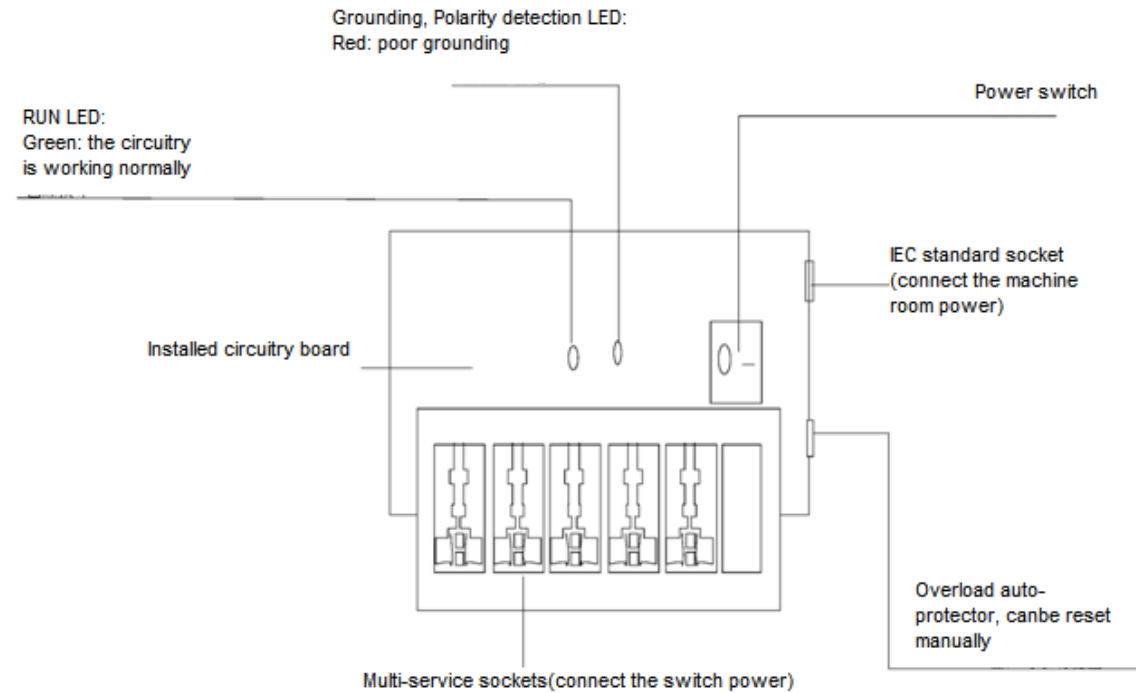 Grounding, Polarity detection LED:
Red: poor grounding
Power switch
RUN LED:
Green: the circuitry
is working normally
IEC standard socket
(connect the machine
room power)
Installed circuitry board
Overload auto-
protector, canbe reset
manually
Multi-service sockets(connect the switch power)